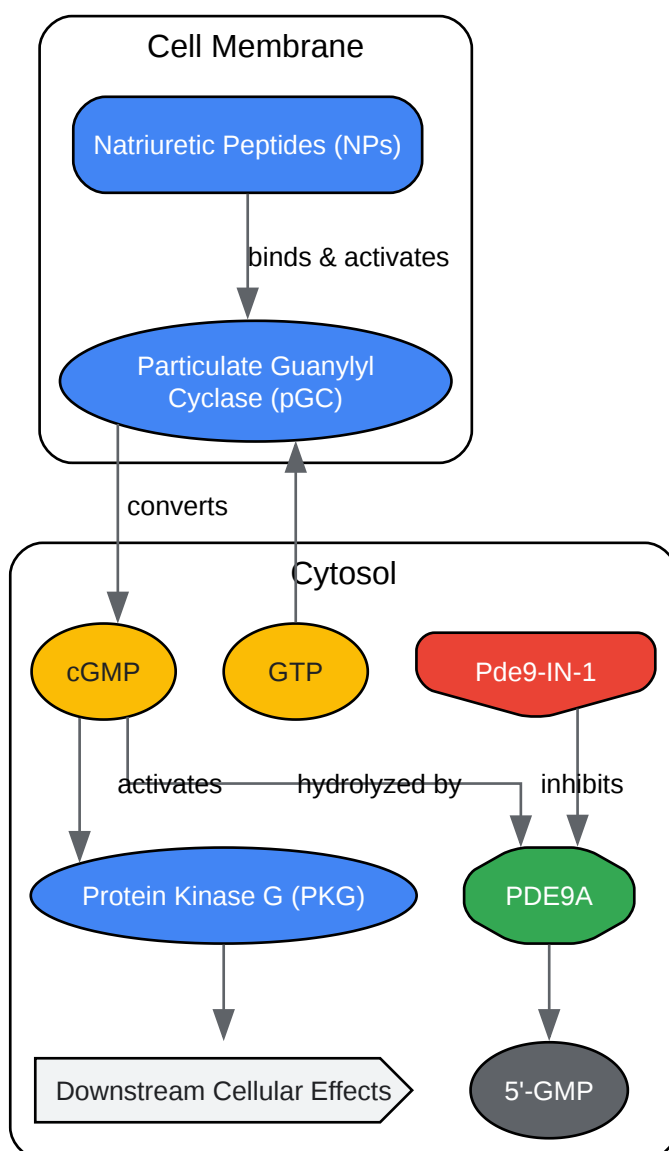 Cell Membrane
Natriuretic Peptides (NPs)
binds & activates
Particulate Guanylyl
Cyclase (pGC)
converts
Cytosol
cGMP
GTP
Pde9-IN-1
activates
hydrolyzed by
inhibits
Protein Kinase G (PKG)
PDE9A
Downstream Cellular Effects
5'-GMP